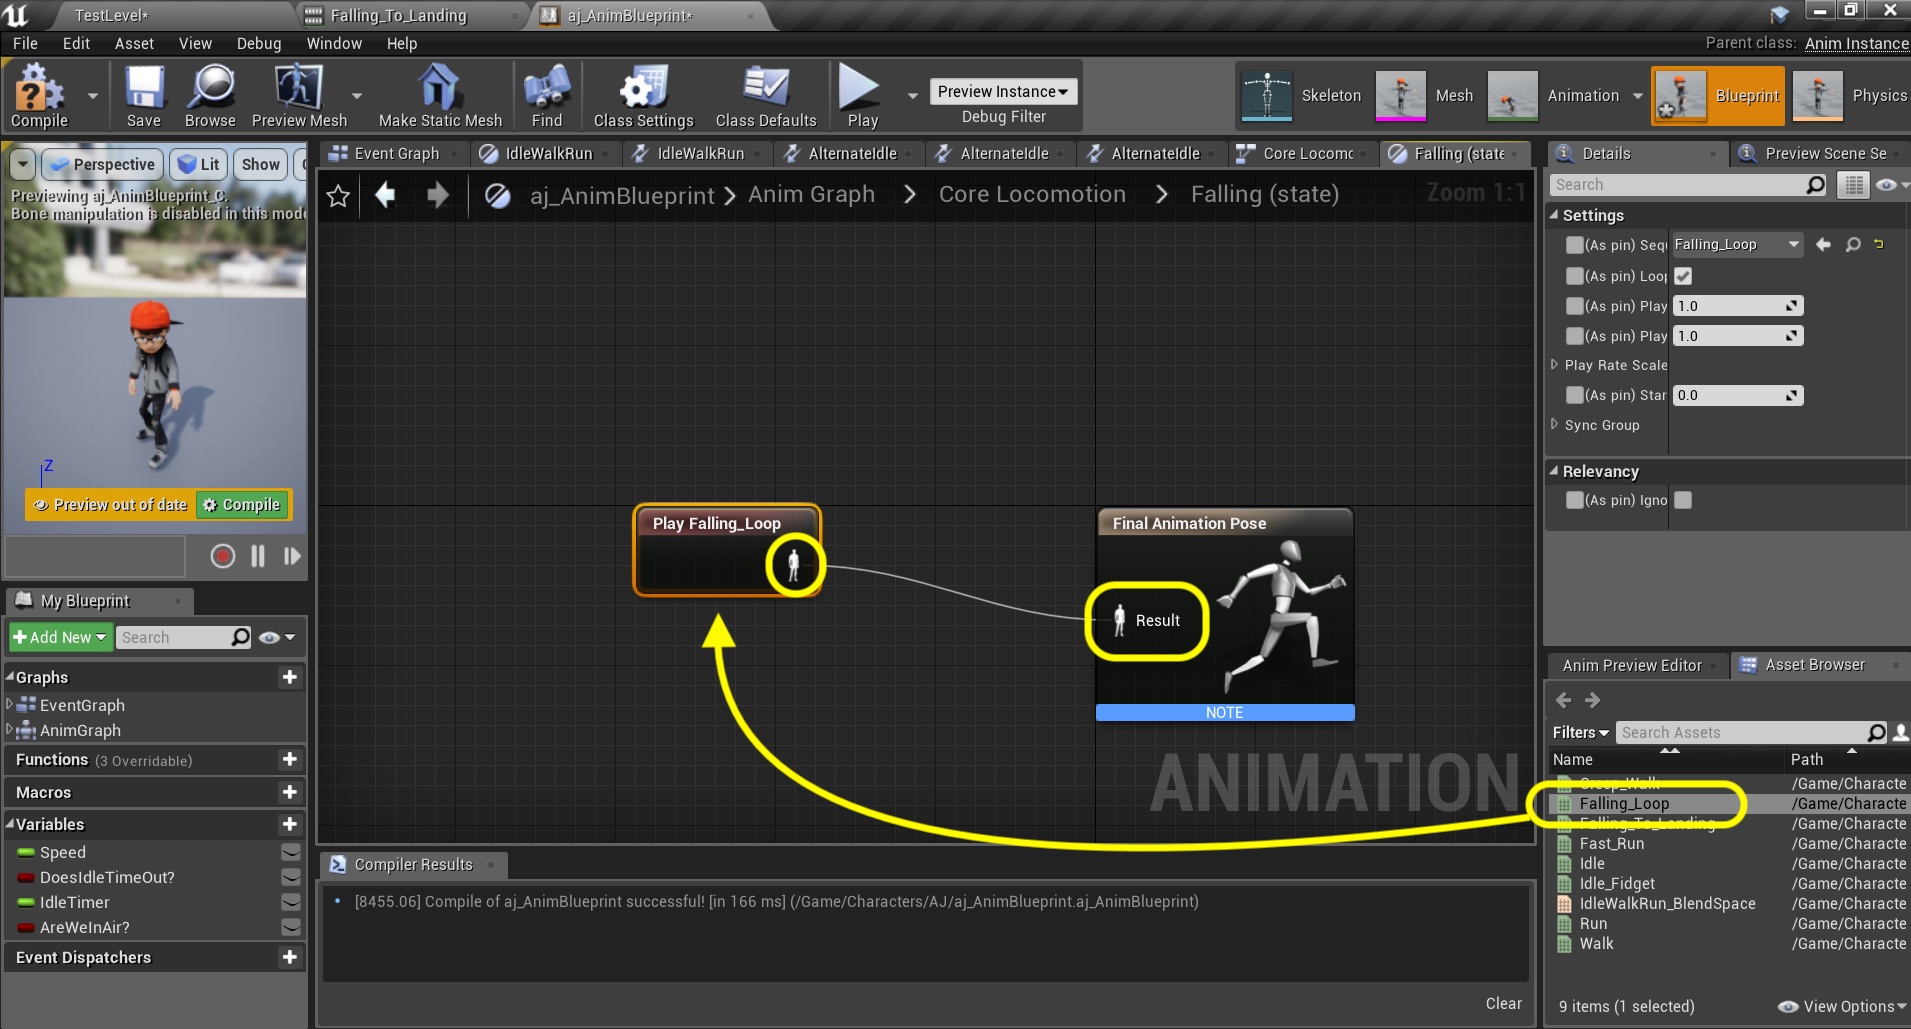 TestLevel*
Falling_To_Landing
aj_AnimBlueprint*
File Edit Asset View Debug Window Help
Parent class: Anim Instance
Compile
Save
Browse
Preview Mesh
Make Static Mesh
Find
Class Settings
Class Defaults
Play
Preview Instance
Debug Filter
Skeleton
Mesh
Animation
Blueprint
Physics
Perspective
Lit
Show
Previewing aj_AnimBlueprint_C.
Bone manipulation is disabled in this mode
Z
Preview out of date
Compile
My Blueprint
Add New
Search
Graphs
EventGraph
AnimGraph
Functions (3 Overridable)
Macros
Variables
Speed
DoesIdleTimeOut?
IdleTimer
AreWeInAir?
Event Dispatchers
Event Graph
IdleWalkRun
IdleWalkRun
AlternateIdle
AlternateIdle
AlternateIdle
Core Locomo
Falling (state
aj_AnimBlueprint > Anim Graph > Core Locomotion > Falling (state)
Zoom 1:1
Play Falling_Loop
Final Animation Pose
Result
NOTE
ANIMATION
Compiler Results
[8455.06] Compile of aj_AnimBlueprint successful! [in 166 ms] (/Game/Characters/AJ/aj_AnimBlueprint.aj_AnimBlueprint)
Clear
Details
Preview Scene Se
Search
Settings
(As pin) Sequ Falling_Loop
(As pin) Loop
(As pin) Play 1.0
(As pin) Play 1.0
Play Rate Scale
(As pin) Star 0.0
Sync Group
Relevancy
(As pin) Igno
Anim Preview Editor
Asset Browser
Filters
Search Assets
Name Path
Creep_Walk /Game/Characte
Falling_Loop /Game/Characte
Falling_To_Landing /Game/Characte
Fast_Run /Game/Characte
Idle /Game/Characte
Idle_Fidget /Game/Characte
IdleWalkRun_BlendSpace /Game/Characte
Run /Game/Characte
Walk /Game/Characte
9 items (1 selected)
View Options